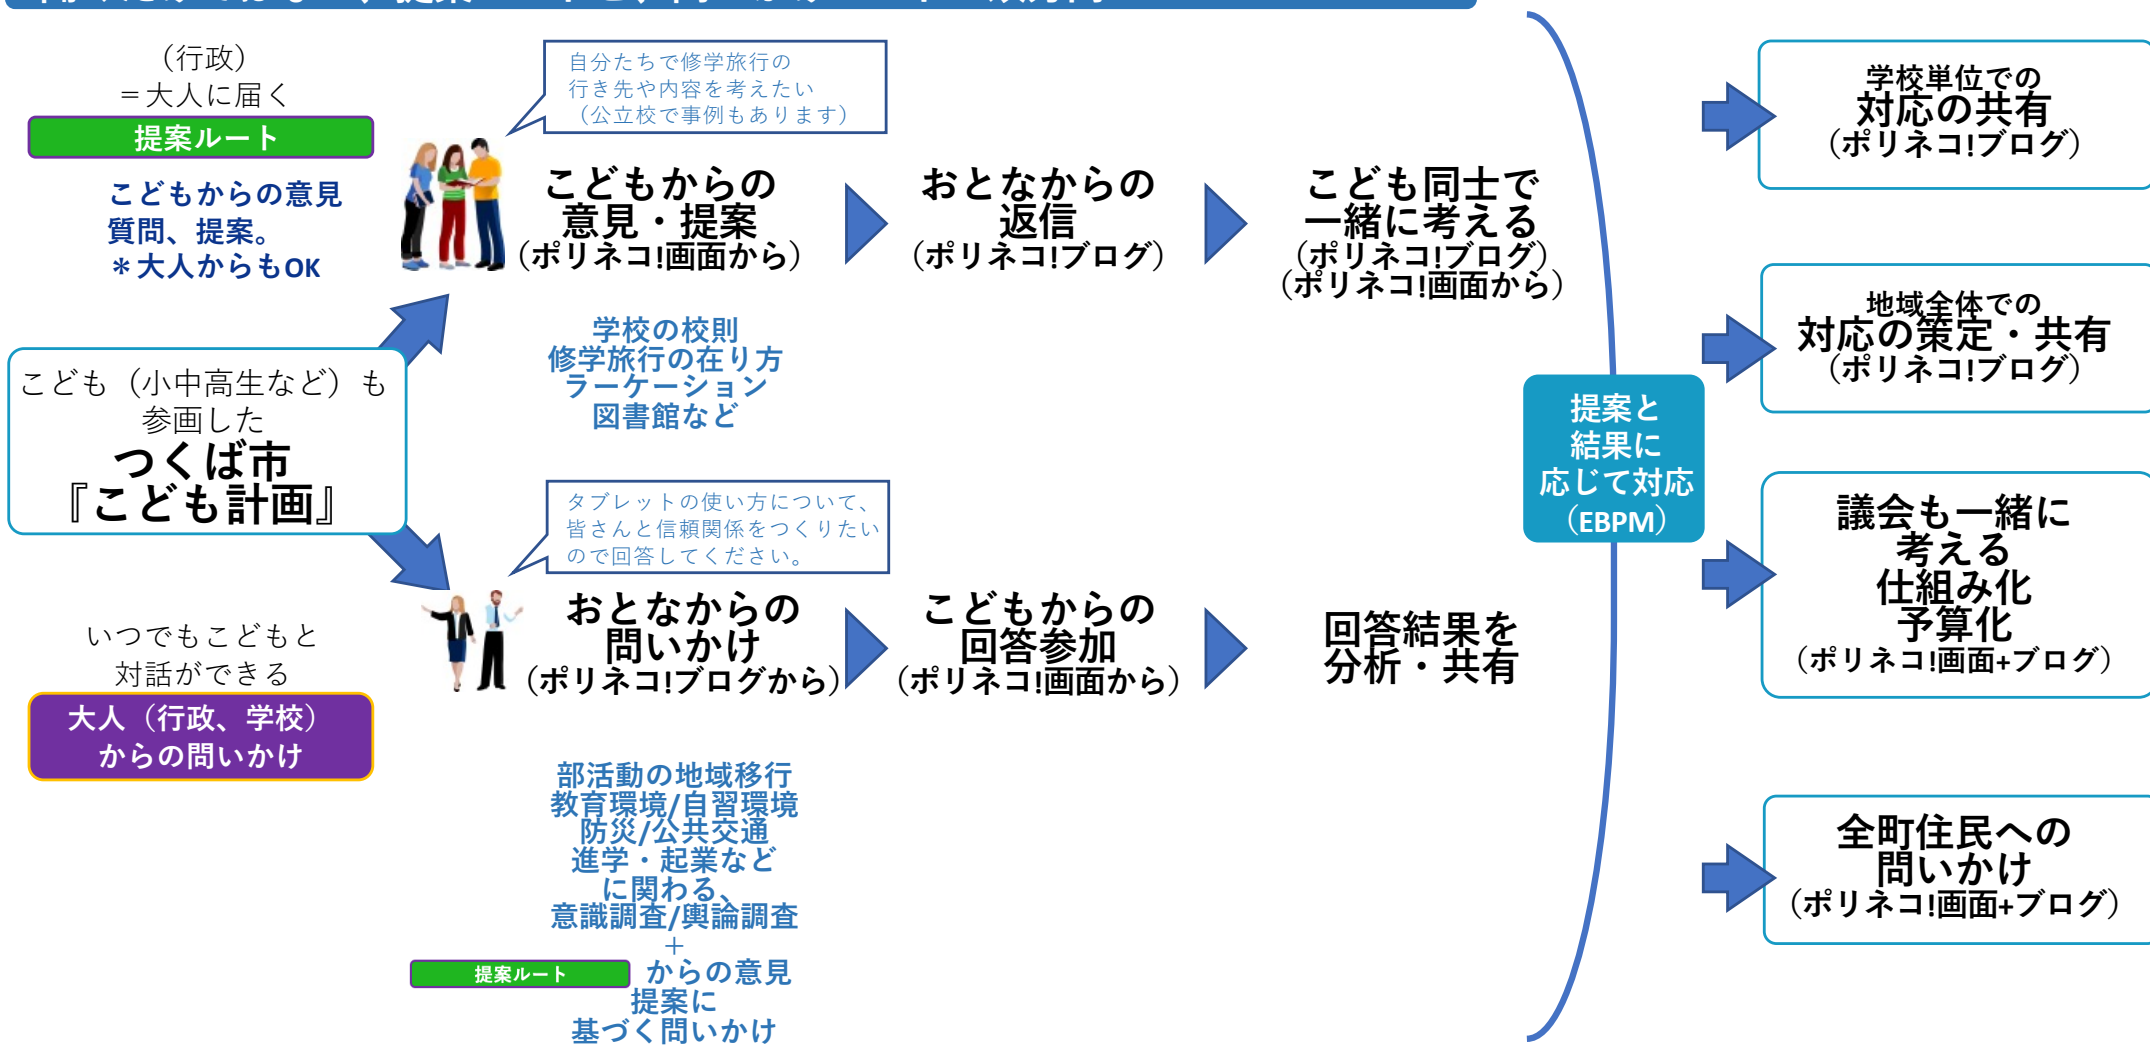 （行政）
＝大人に届く
提案ルート
こどもからの意見
質問、提案。
＊大人からもOK
自分たちで修学旅行の
行き先や内容を考えたい
（公立校で事例もあります）
こどもからの
意見・提案
（ポリネコ!画面から）
おとなからの
返信
（ポリネコ!ブログ）
こども同士で
一緒に考える
（ポリネコ!ブログ）
（ポリネコ!画面から）
学校の校則
修学旅行の在り方
ラーケーション
図書館など
こども（小中高生など）も
参画した
つくば市
『こども計画』
タブレットの使い方について、
皆さんと信頼関係をつくりたい
ので回答してください。
いつでもこどもと
対話ができる
大人（行政、学校）
からの問いかけ
おとなからの
問いかけ
（ポリネコ!ブログから）
こどもからの
回答参加
（ポリネコ!画面から）
回答結果を
分析・共有
部活動の地域移行
教育環境/自習環境
防災/公共交通
進学・起業など
に関わる、
意識調査/輿論調査
＋
提案ルート からの意見
提案に
基づく問いかけ
提案と
結果に
応じて対応
（EBPM）
学校単位での
対応の共有
（ポリネコ!ブログ）
地域全体での
対応の策定・共有
（ポリネコ!ブログ）
議会も一緒に
考える
仕組み化
予算化
（ポリネコ!画面+ブログ）
全町住民への
問いかけ
（ポリネコ!画面+ブログ）